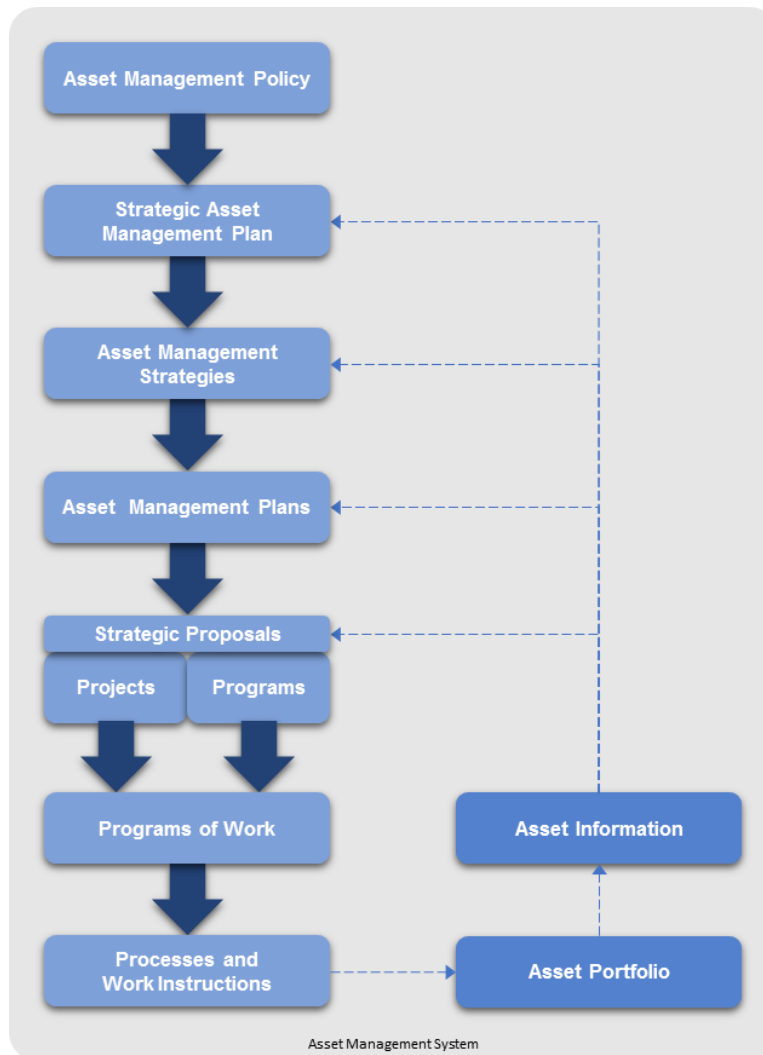 Asset Management Policy
Strategic Asset
Management Plan
Asset Management
Strategies
Asset Management Plans
Strategic Proposals
Projects
Programs
Programs of Work
Asset Information
Processes and
Work Instructions
Asset Portfolio
Asset Management System